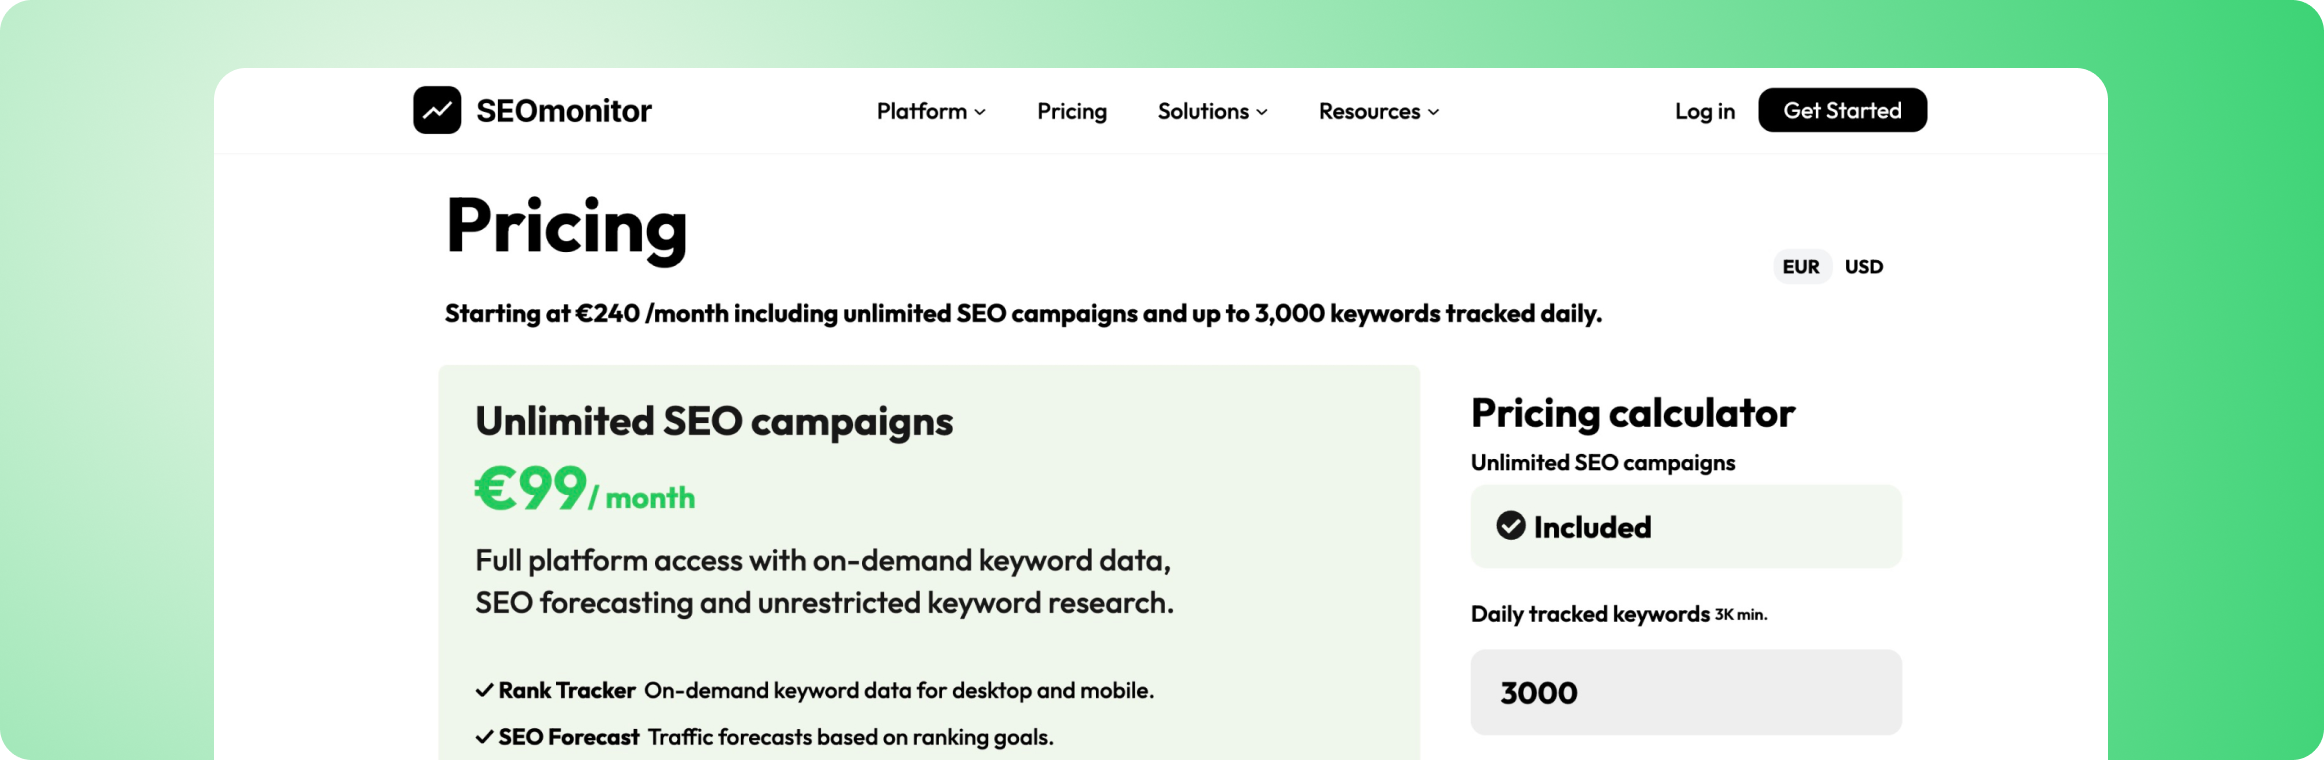 SEOmonitor
Platform
Pricing
Solutions
Resources
Log in
Get Started
Pricing
EUR USD
Starting at €240 /month including unlimited SEO campaigns and up to 3,000 keywords tracked daily.
Unlimited SEO campaigns
€99/ month
Full platform access with on-demand keyword data,
SEO forecasting and unrestricted keyword research.
Rank Tracker On-demand keyword data for desktop and mobile.
SEO Forecast Traffic forecasts based on ranking goals.
Pricing calculator
Unlimited SEO campaigns
Included
Daily tracked keywords 3K min.
3000